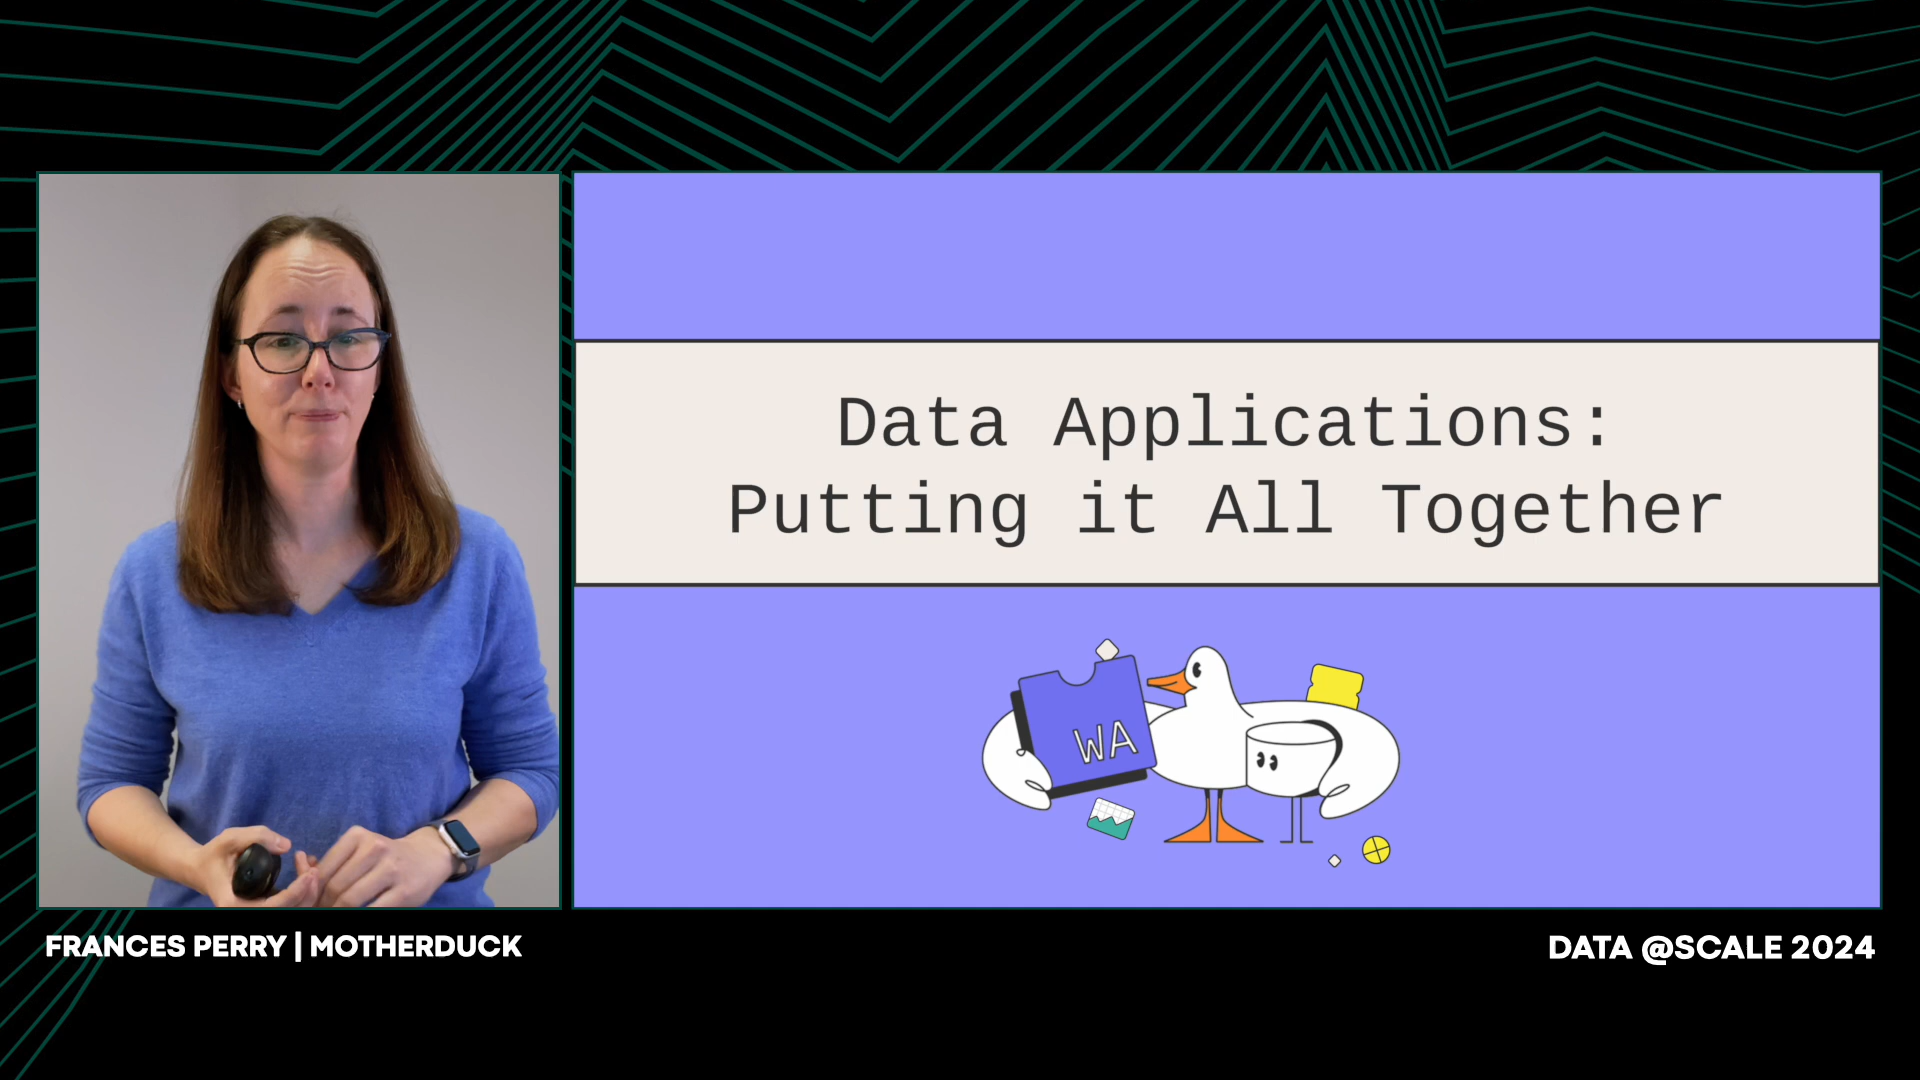 Data Applications:
Putting it All Together
WA
FRANCES PERRY | MOTHERDUCK
DATA @SCALE 2024